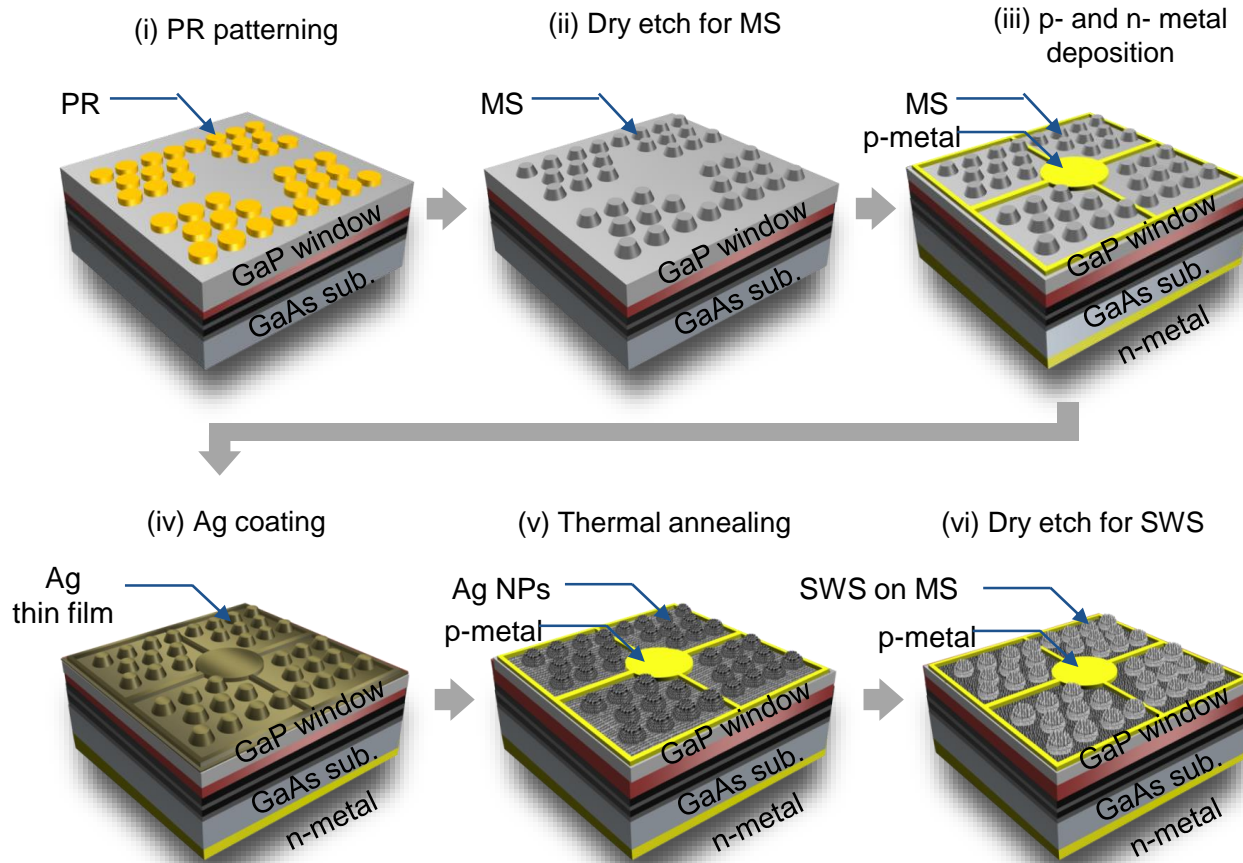 (i) PR patterning
(ii) Dry etch for MS
(iii) p- and n- metal
deposition
PR
GaP window
GaAs sub.
MS
GaP window
GaAs sub.
MS
p-metal
GaP window
GaAs sub.
n-metal
(iv) Ag coating
(v) Thermal annealing
(vi) Dry etch for SWS
Ag
thin film
GaP window
GaAs sub.
n-metal
Ag NPs
p-metal
GaP window
GaAs sub.
n-metal
SWS on MS
p-metal
GaP window
GaAs sub.
n-metal